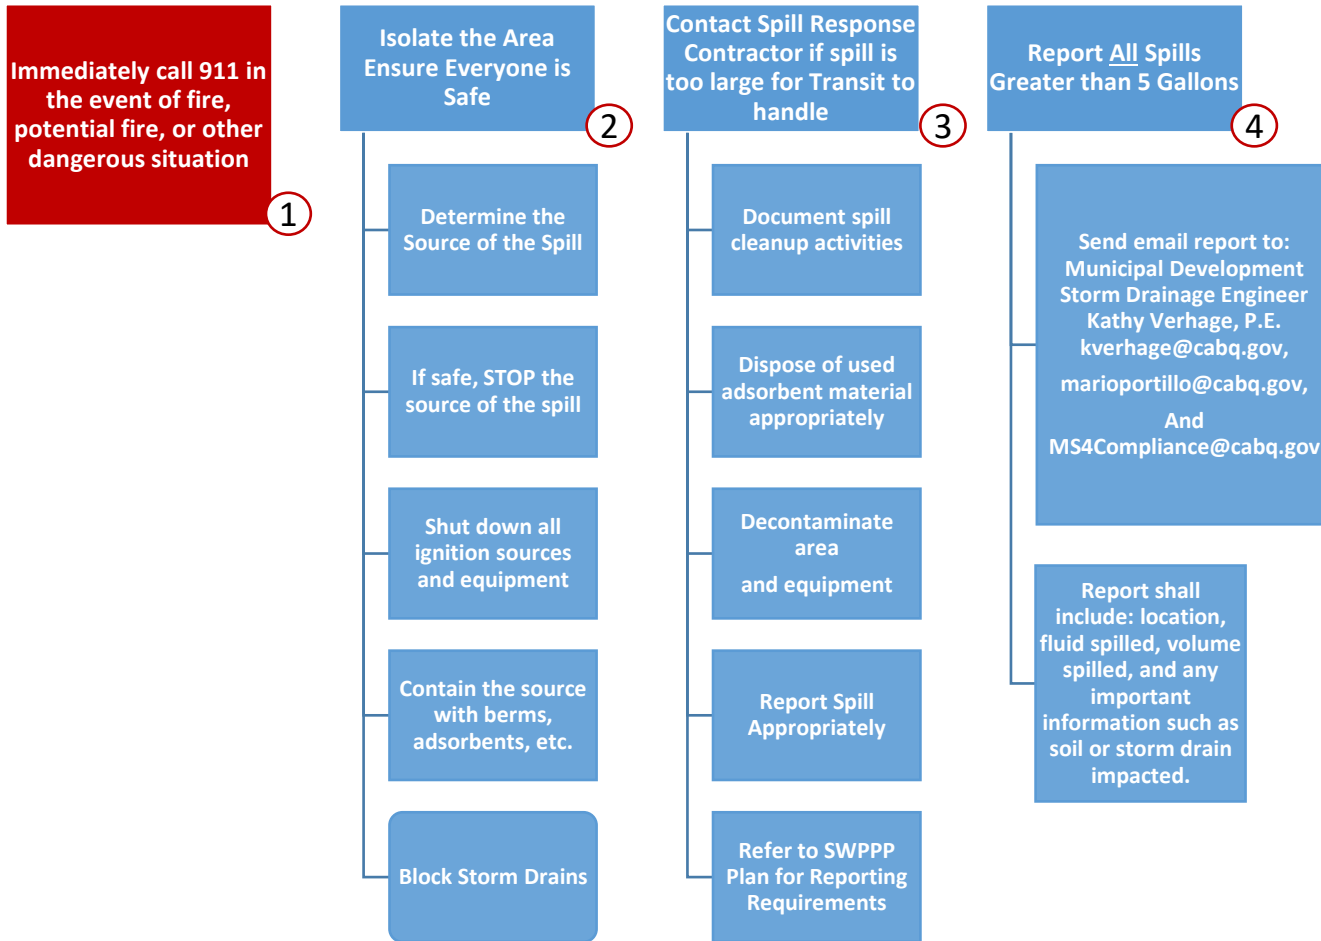 Immediately call 911 in
the event of fire,
potential fire, or other
dangerous situation
1
Isolate the Area
Ensure Everyone is
Safe
2
Determine the
Source of the Spill
If safe, STOP the
source of the spill
Shut down all
ignition sources
and equipment
Contain the source
with berms,
adsorbents, etc.
Block Storm Drains
Contact Spill Response
Contractor if spill is
too large for Transit to
handle
3
Document spill
cleanup activities
Dispose of used
adsorbent material
appropriately
Decontaminate
area
and equipment
Report Spill
Appropriately
Refer to SWPPP
Plan for Reporting
Requirements
Report All Spills
Greater than 5 Gallons
4
Send email report to:
Municipal Development
Storm Drainage Engineer
Kathy Verhage, P.E.
kverhage@cabq.gov,
marioportillo@cabq.gov,
And
MS4Compliance@cabq.gov
Report shall
include: location,
fluid spilled, volume
spilled, and any
important
information such as
soil or storm drain
impacted.